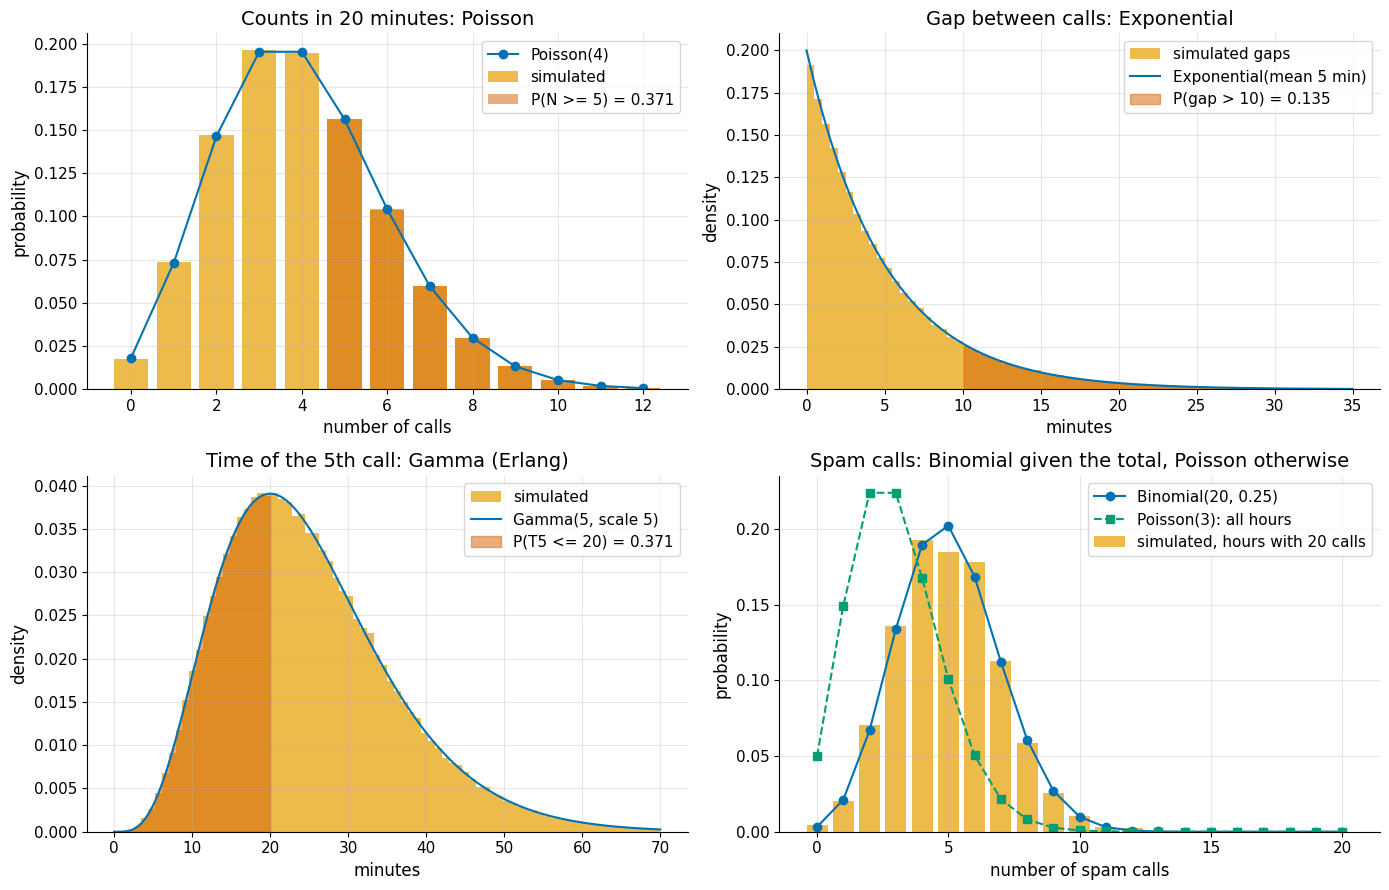 Counts in 20 minutes: Poisson
0.200
0.175
0.150
0.125
0.100
0.075
0.050
0.025
0.000
probability
Poisson(4)
simulated
P(N >= 5) = 0.371
0 2 4 6 8 10 12
number of calls
Gap between calls: Exponential
0.200
0.175
0.150
0.125
0.100
0.075
0.050
0.025
0.000
density
simulated gaps
Exponential(mean 5 min)
P(gap > 10) = 0.135
0 5 10 15 20 25 30 35
minutes
Time of the 5th call: Gamma (Erlang)
0.040
0.035
0.030
0.025
0.020
0.015
0.010
0.005
0.000
density
simulated
Gamma(5, scale 5)
P(T5 <= 20) = 0.371
0 10 20 30 40 50 60 70
minutes
Spam calls: Binomial given the total, Poisson otherwise
0.20
0.15
0.10
0.05
0.00
probability
Binomial(20, 0.25)
Poisson(3): all hours
simulated, hours with 20 calls
0 5 10 15 20
number of spam calls